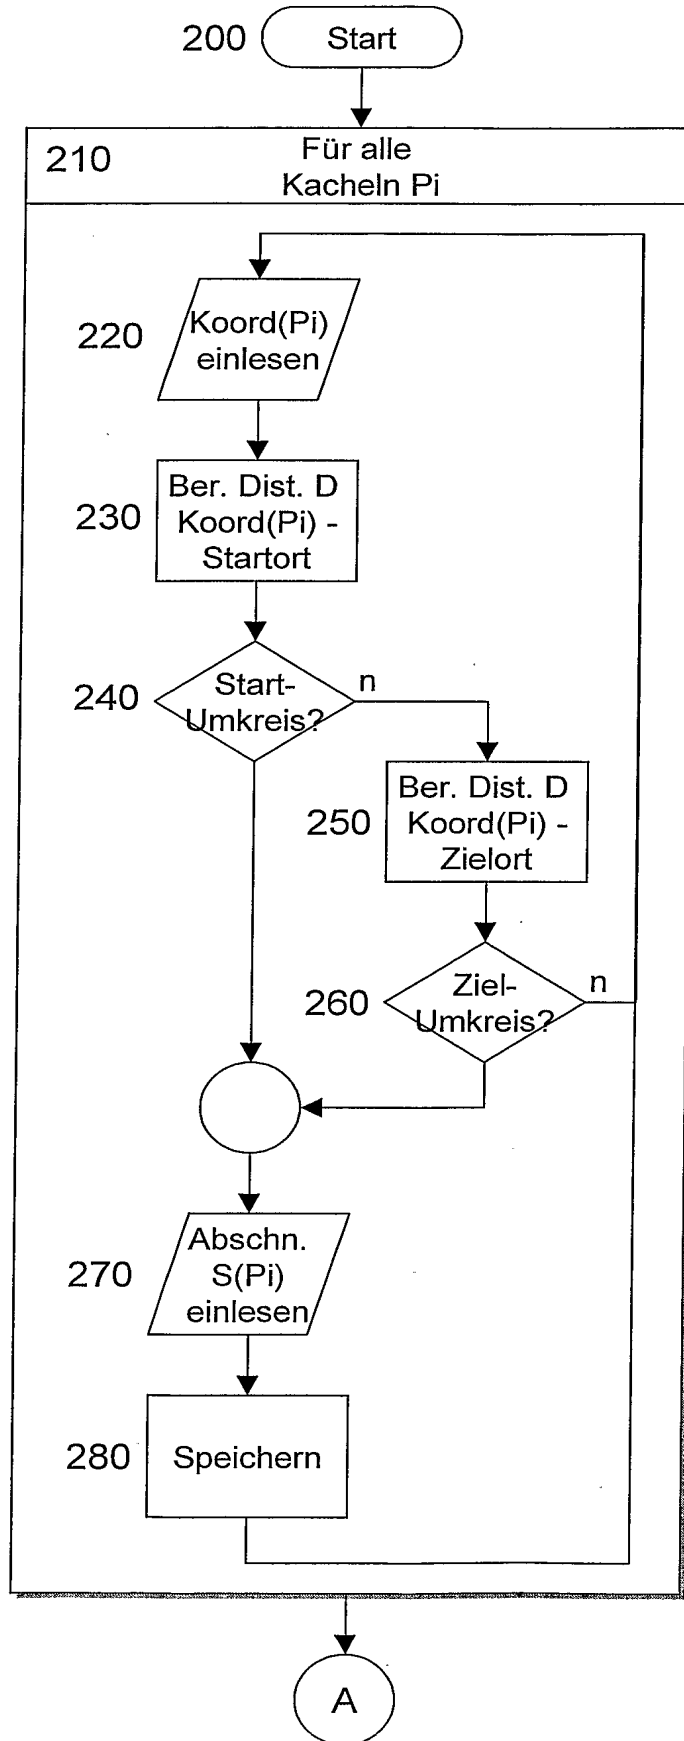 200
Start
210
Für alle
Kacheln Pi
220
Koord(Pi)
einlesen
230
Ber. Dist. D
Koord(Pi) -
Startort
240
Start-
Umkreis?
n
250
Ber. Dist. D
Koord(Pi) -
Zielort
260
Ziel-
Umkreis?
n
270
Abschn.
S(Pi)
einlesen
280
Speichern
A